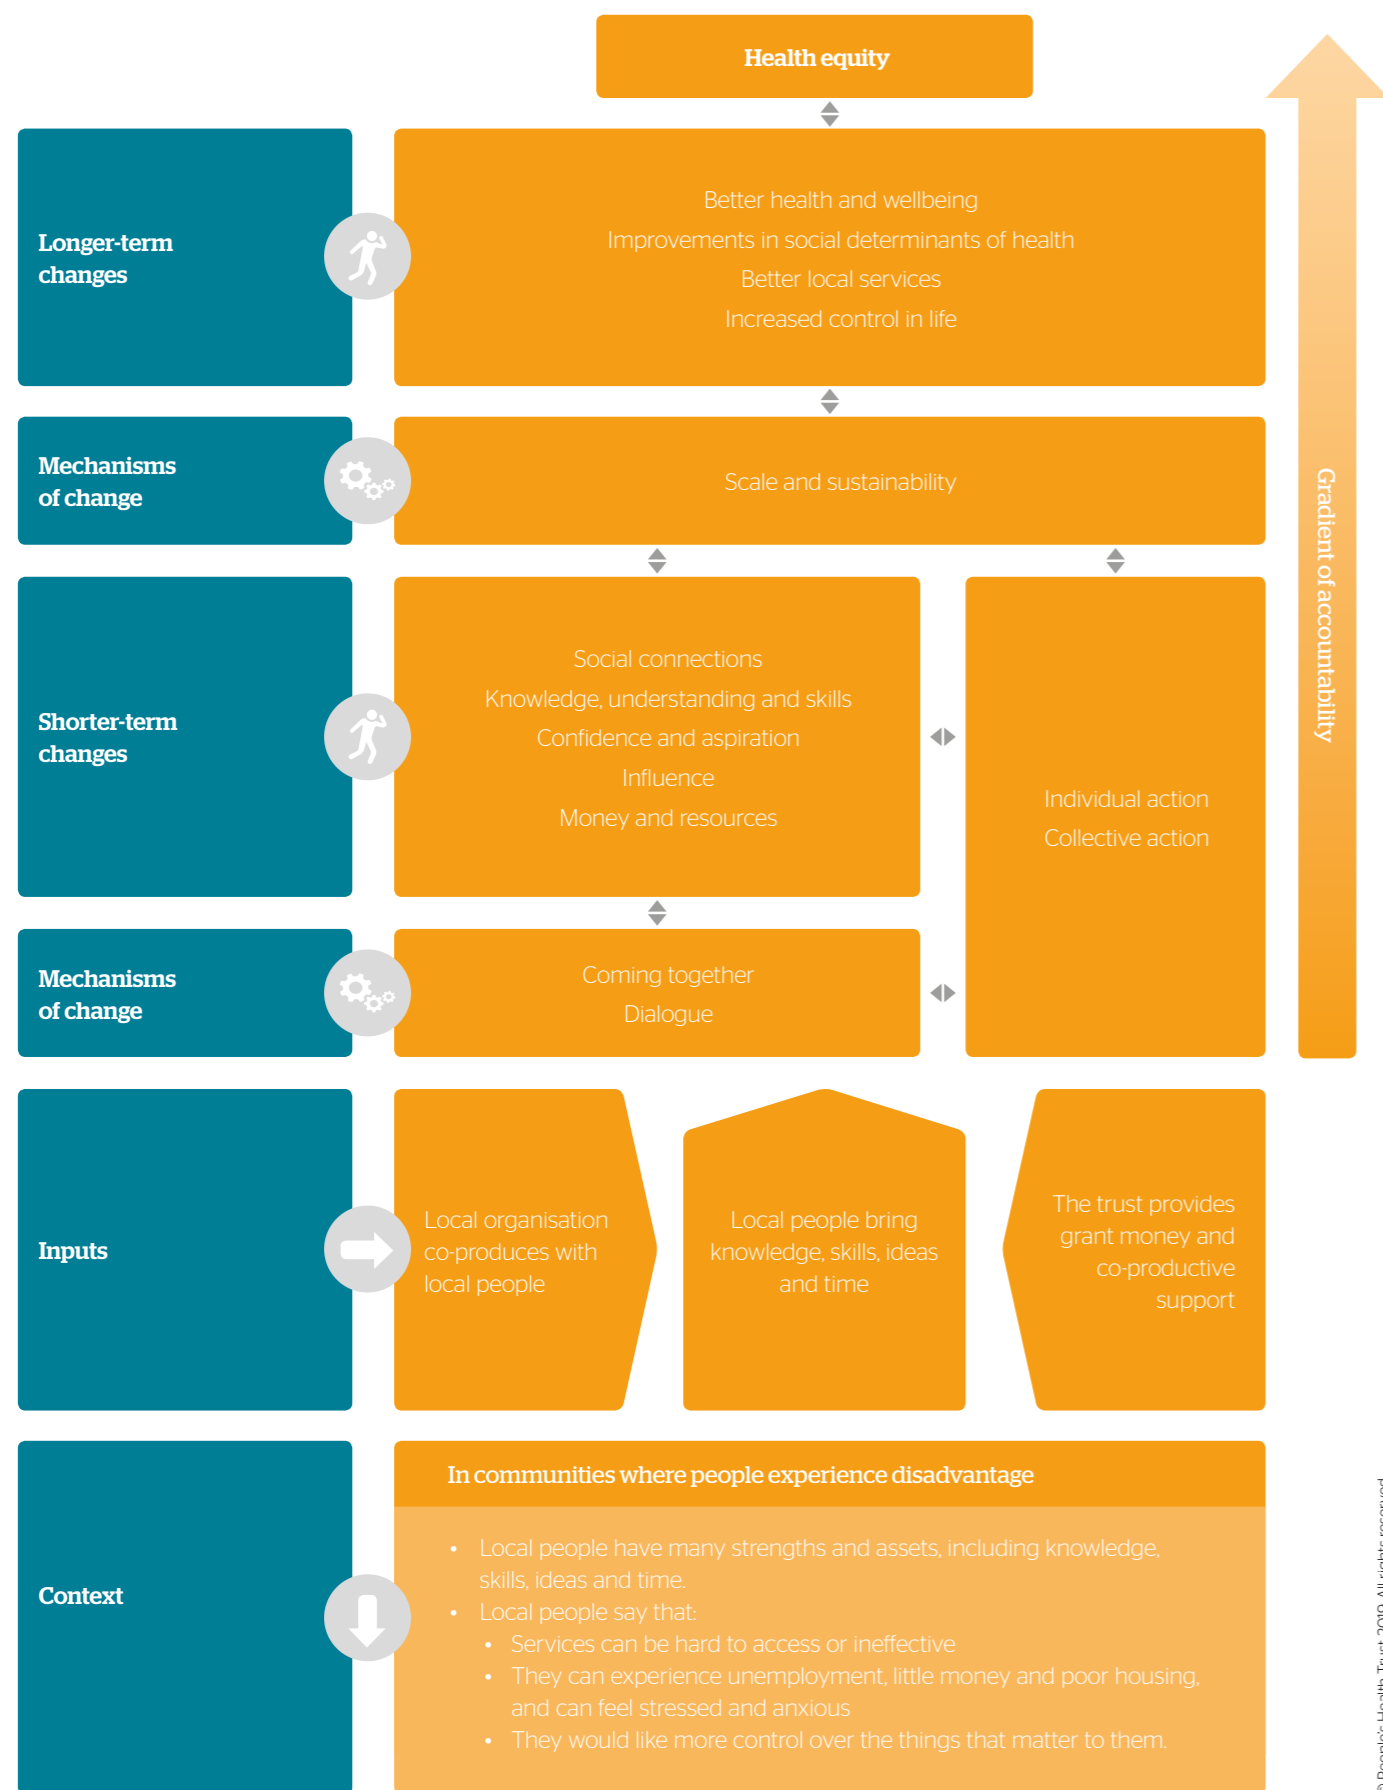 Health equity
Longer-term
changes
Better health and wellbeing
Improvements in social determinants of health
Better local services
Increased control in life
Mechanisms
of change
Scale and sustainability
Shorter-term
changes
Social connections
Knowledge, understanding and skills
Confidence and aspiration
Influence
Money and resources
Individual action
Collective action
Mechanisms
of change
Coming together
Dialogue
Gradient of accountability
Inputs
Local organisation
co-produces with
local people
Local people bring
knowledge, skills, ideas
and time
The trust provides
grant money and
co-productive
support
Context
In communities where people experience disadvantage
• Local people have many strengths and assets, including knowledge,
skills, ideas and time.
• Local people say that:
• Services can be hard to access or ineffective
• They can experience unemployment, little money and poor housing,
and can feel stressed and anxious
• They would like more control over the things that matter to them.
© People's Health Trust 2019. All rights reserved